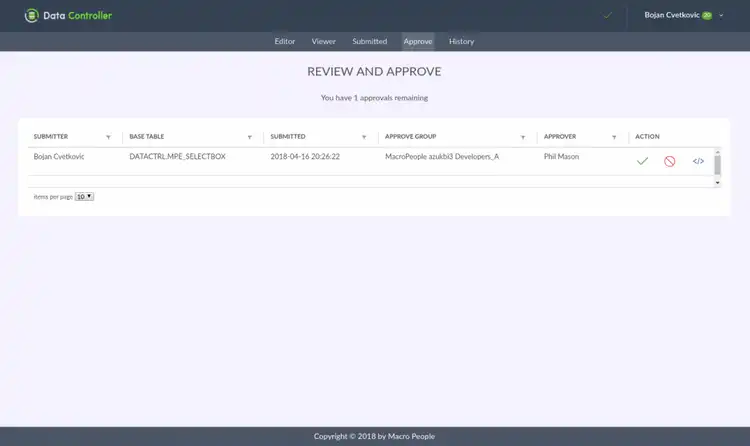 Data Controller
Bojan Cvetkovic 20
Editor Viewer Submitted Approve History
REVIEW AND APPROVE
You have 1 approvals remaining
SUBMITTER BASE TABLE SUBMITTED APPROVE GROUP APPROVER ACTION
Bojan Cvetkovic DATACTRL.MPE_SELECTBOX 2018-04-16 20:26:22 MacroPeople azukbi3 Developers_A Phil Mason </>
items per page 10
Copyright © 2018 by Macro People